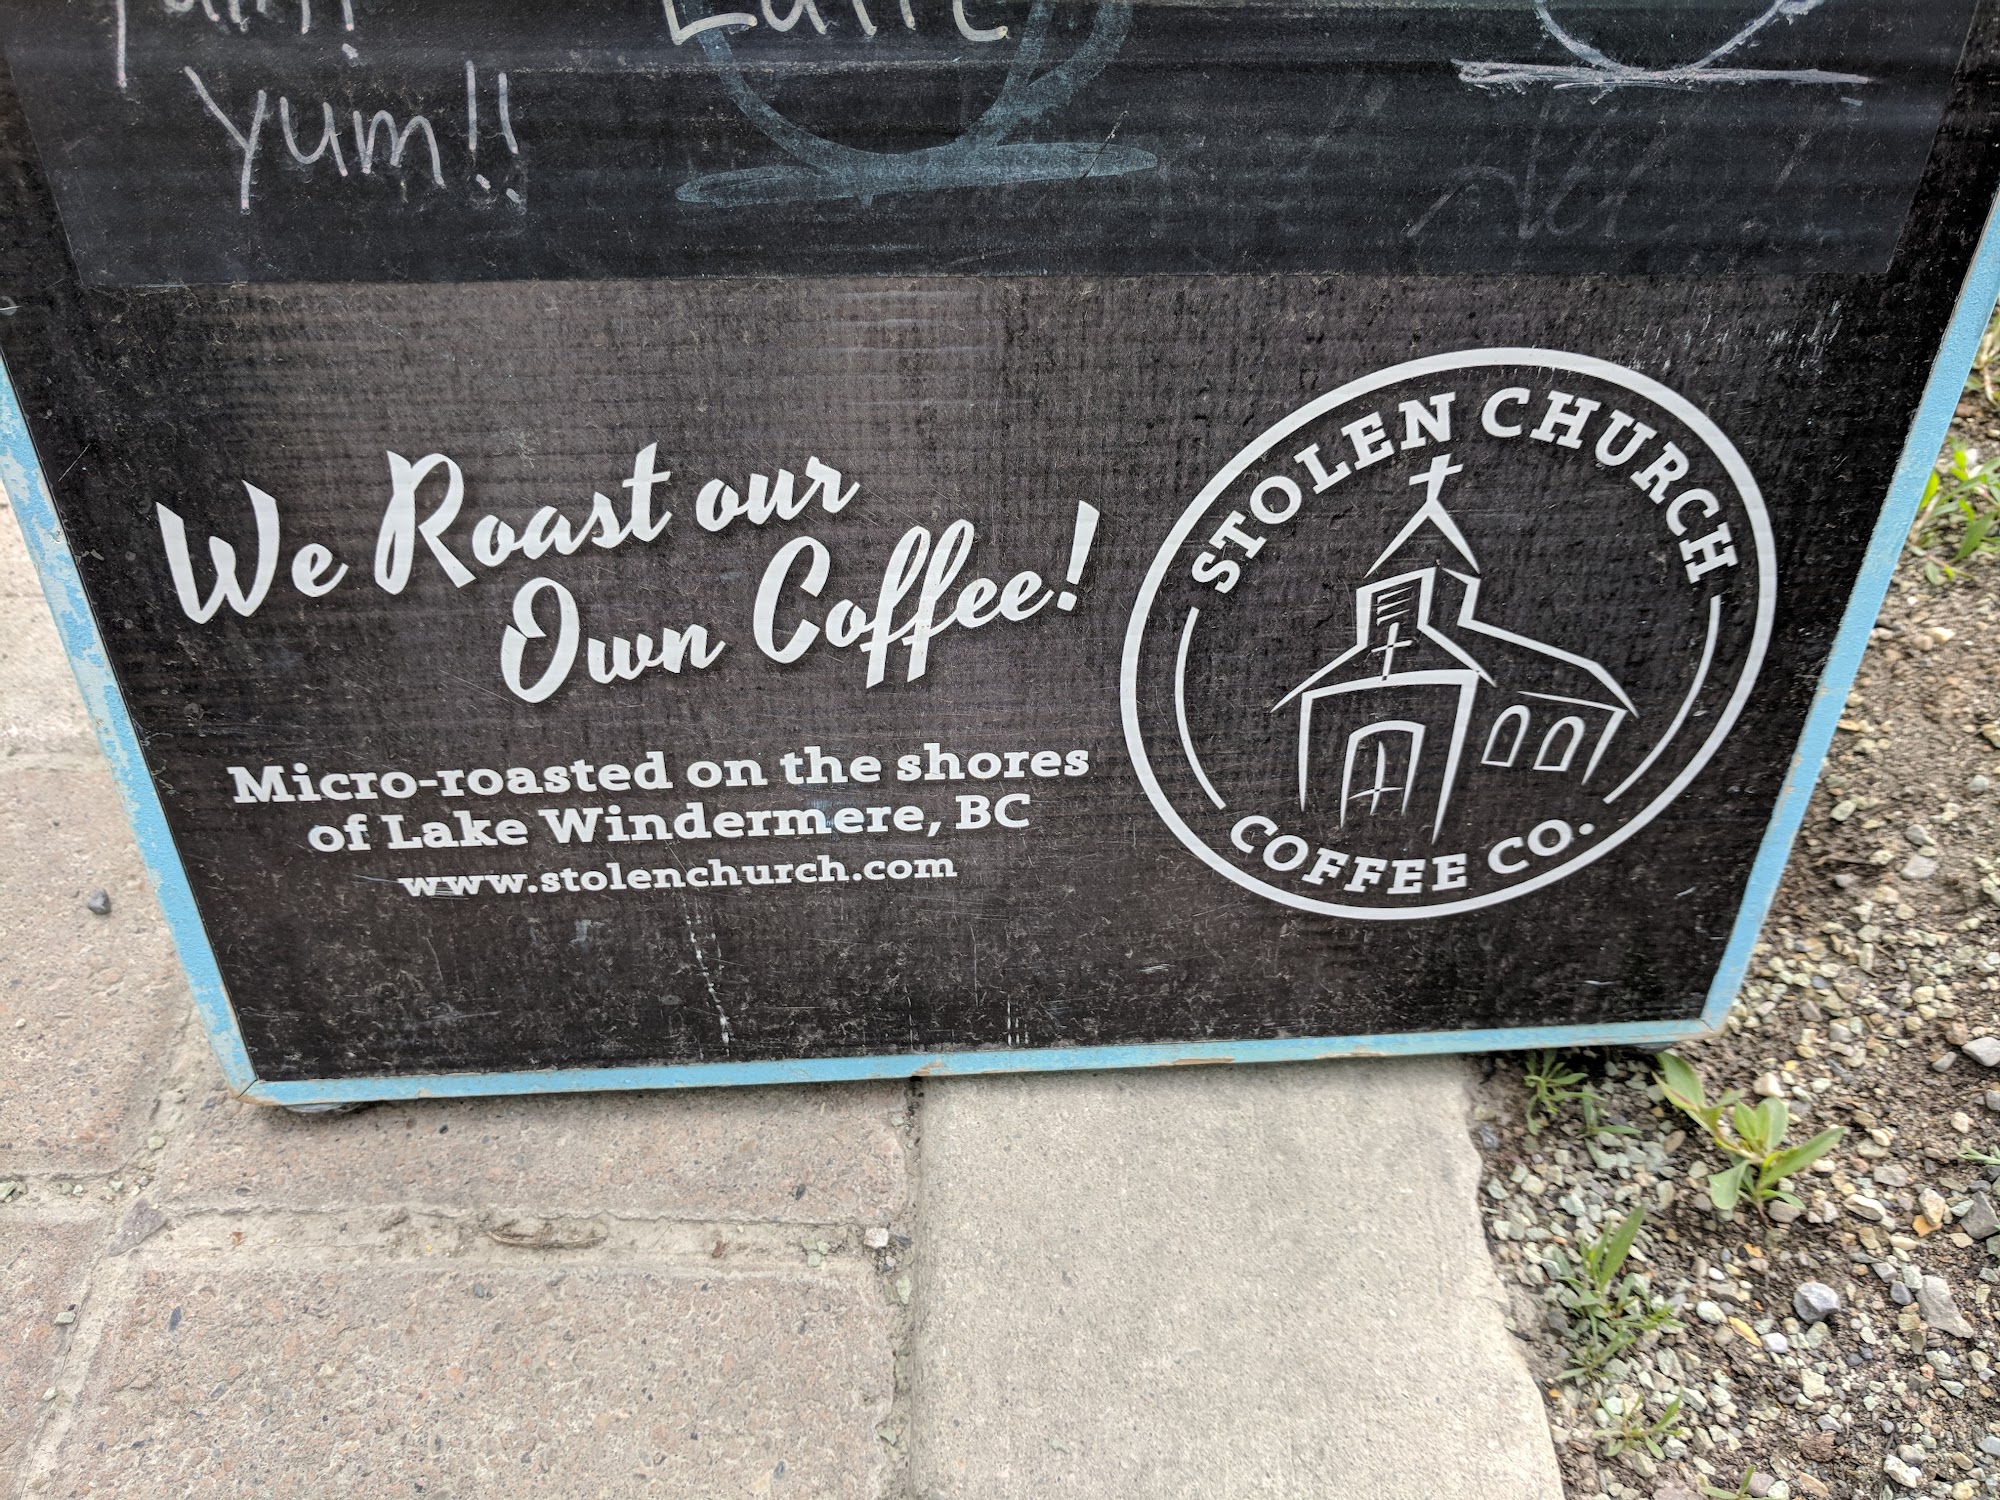 Latte
yum!!
We Roast our
Own Coffee!
Micro-roasted on the shores
of Lake Windermere, BC
www.stolenchurch.com
STOLEN CHURCH
COFFEE CO.